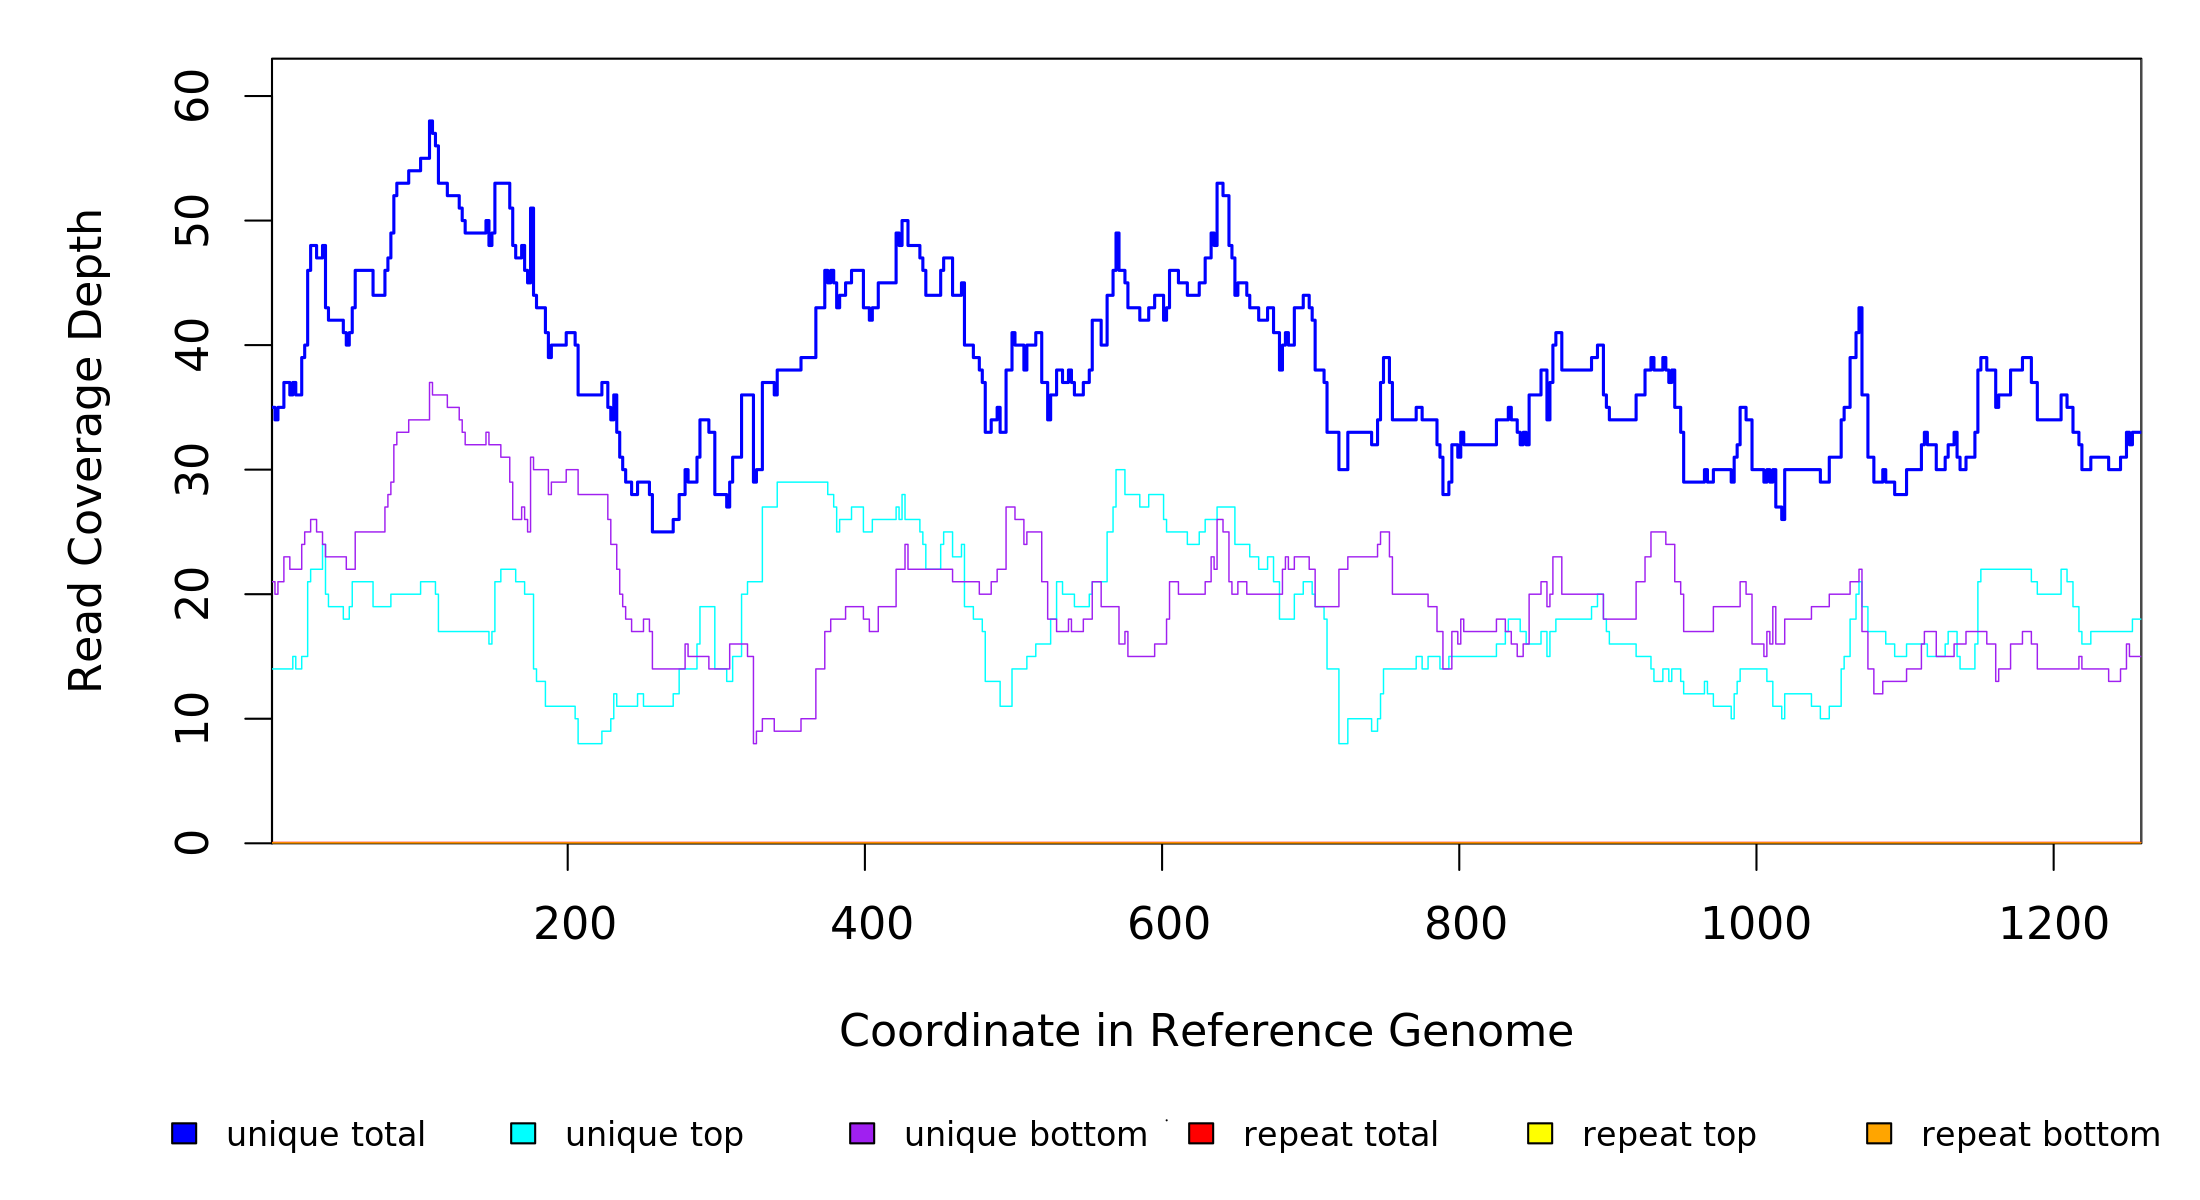 Read Coverage Depth
60
50
40
30
20
10
0
200 400 600 800 1000 1200
Coordinate in Reference Genome
unique total unique top unique bottom repeat total repeat top repeat bottom